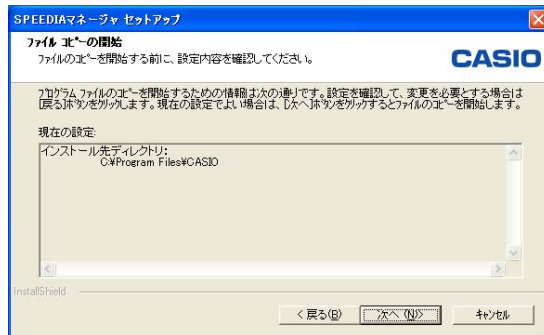 SPEEDIAマネージャ セットアップ
ファイル コピーの開始
ファイルのコピーを開始する前に、設定内容を確認してください。
CASIO
プログラム ファイルのコピーを開始するための情報は次の通りです。設定を確認して、変更を必要とする場合は
[戻る]ボタンをクリックします。現在の設定でよい場合は、[次へ]ボタンをクリックするとファイルのコピーを開始します。
現在の設定:
インストール先ディレクトリ:
C:¥Program Files¥CASIO
InstallShield
< 戻る(B)
次へ (N)>
キャンセル